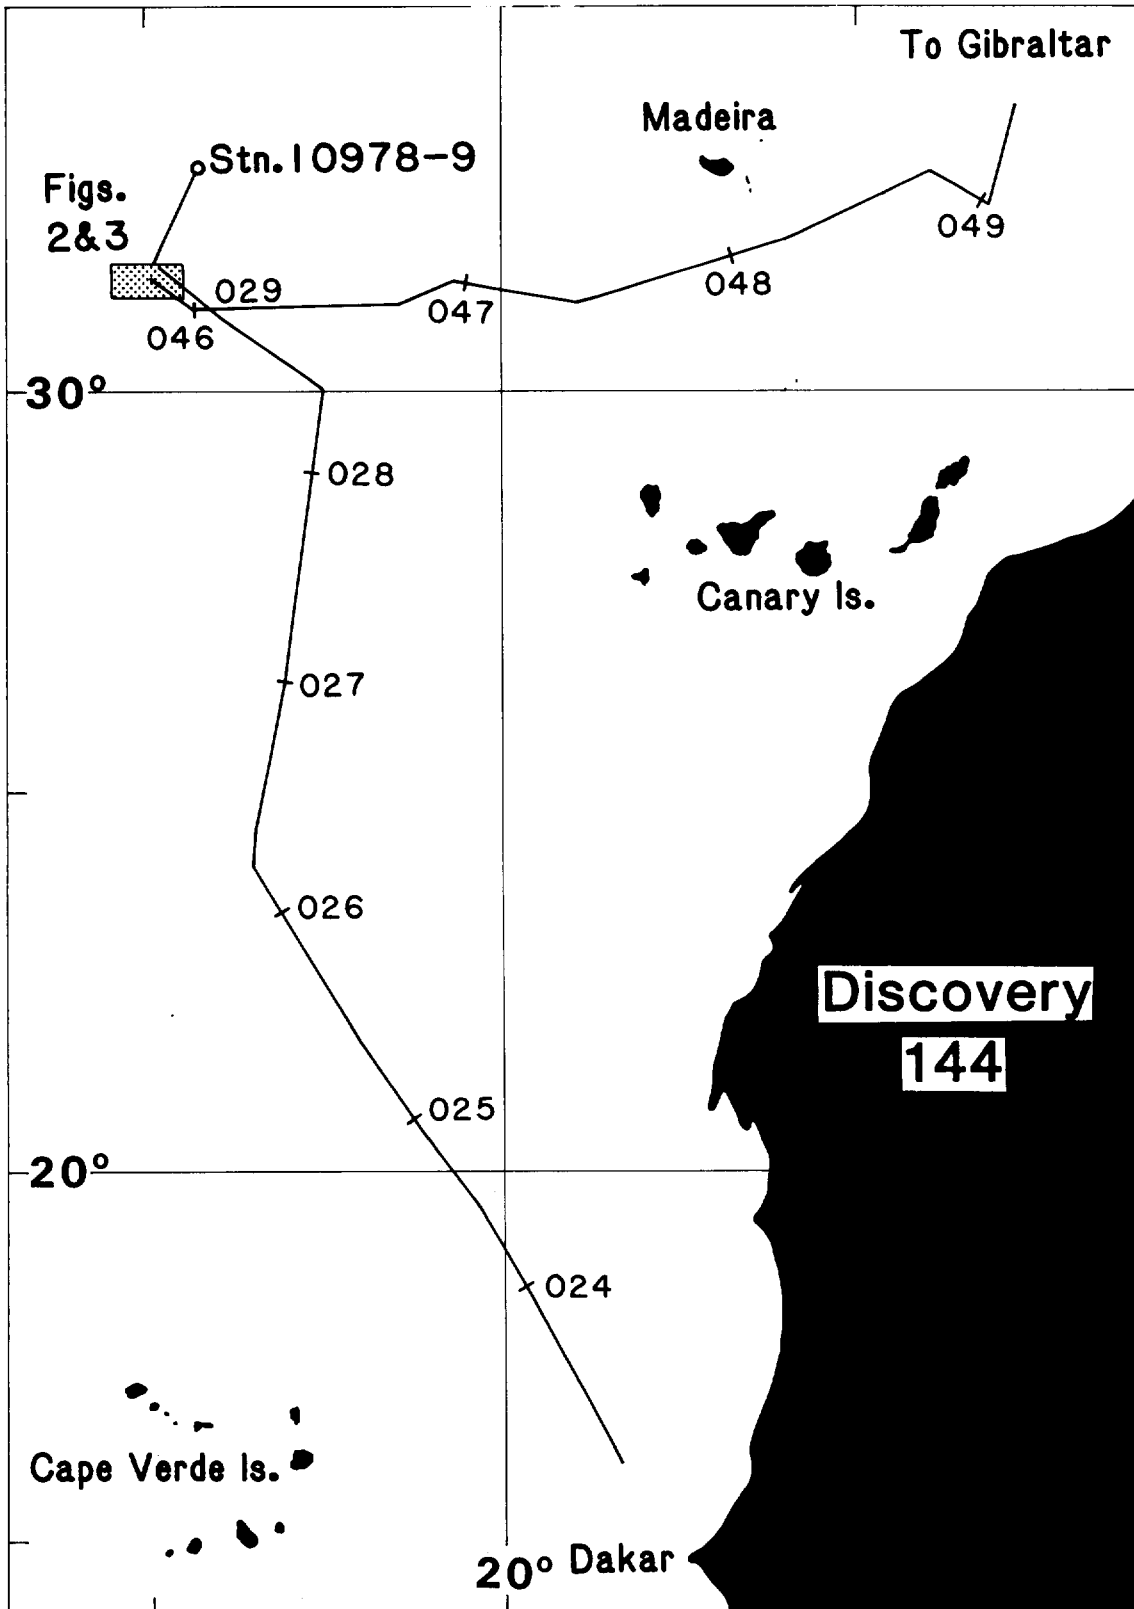 To Gibraltar
Madeira
Stn.10978-9
Figs.
2&3
049
048
029
047
046
30°
028
Canary Is.
027
026
Discovery
144
025
20°
024
Cape Verde Is.
20° Dakar